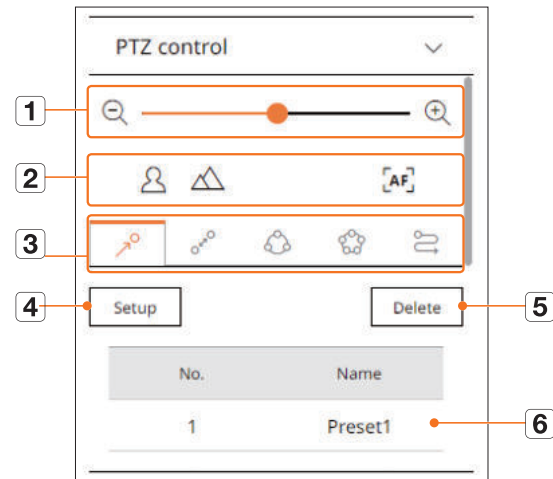 PTZ control
1
2
AF
3
4
Setup
Delete
5
No.
Name
1
Preset1
6